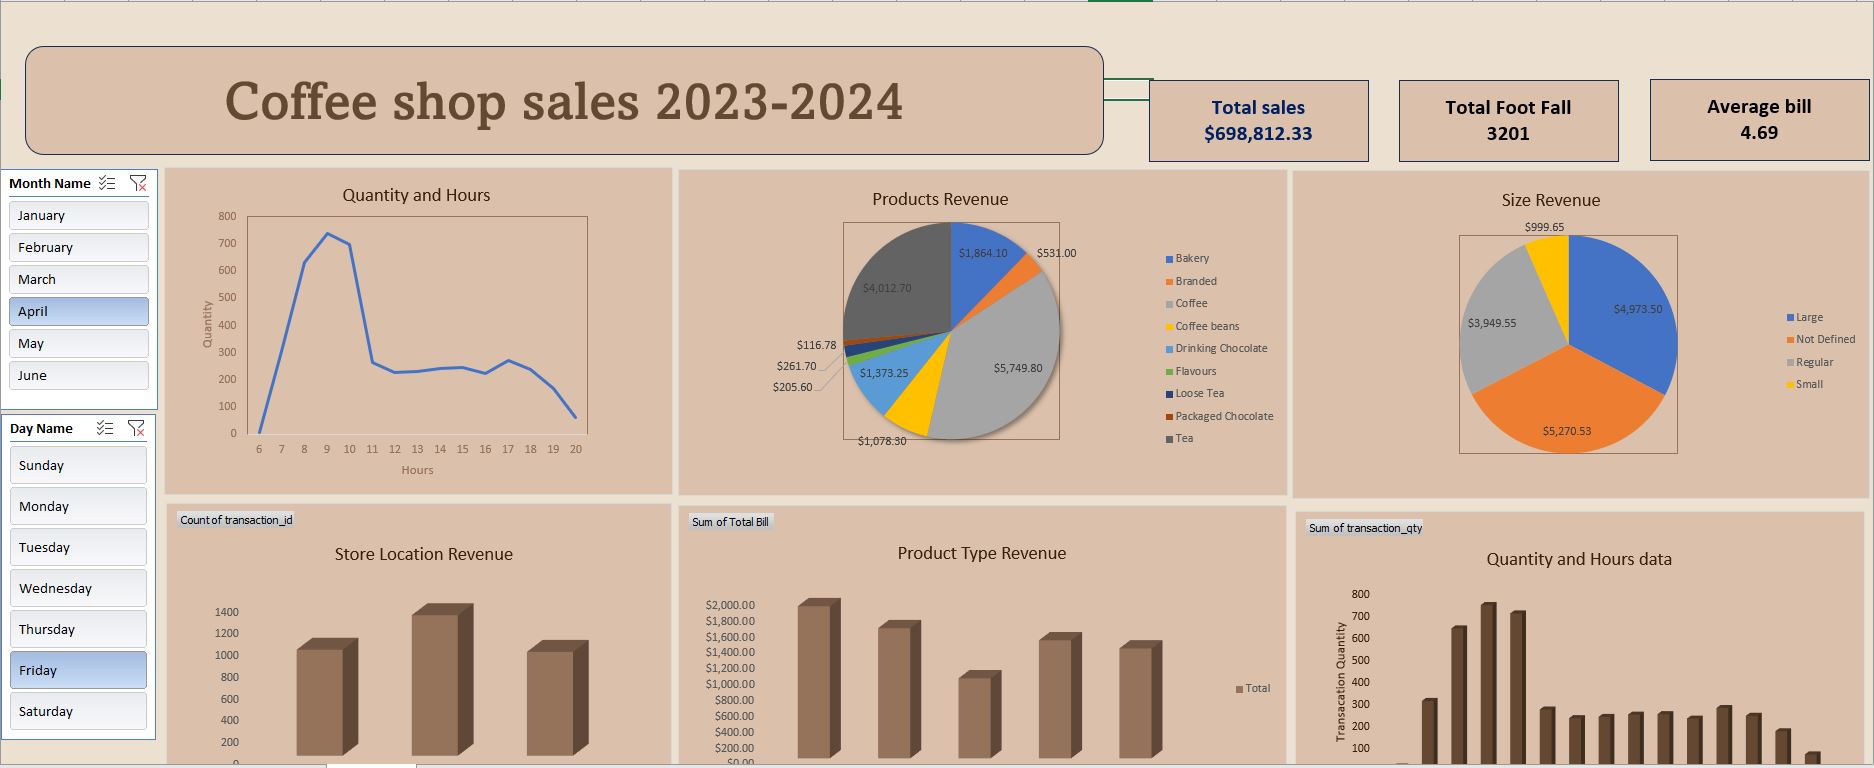 Coffee shop sales 2023-2024
Total sales
$698,812.33
Total Foot Fall
3201
Average bill
4.69
Month Name
January
February
March
April
May
June
Day Name
Sunday
Monday
Tuesday
Wednesday
Thursday
Friday
Saturday
Quantity and Hours
800
700
600
500
400
300
200
100
0
Quantity
6 7 8 9 10 11 12 13 14 15 16 17 18 19 20
Hours
Products Revenue
$1,864.10
$531.00
$4,012.70
$5,749.80
$116.78
$261.70
$205.60
$1,373.25
$1,078.30
Bakery
Branded
Coffee
Coffee beans
Drinking Chocolate
Flavours
Loose Tea
Packaged Chocolate
Tea
Size Revenue
$999.65
$4,973.50
$3,949.55
$5,270.53
Large
Not Defined
Regular
Small
Count of transaction_id
Store Location Revenue
1400
1200
1000
800
600
400
200
0
Sum of Total Bill
Product Type Revenue
$2,000.00
$1,800.00
$1,600.00
$1,400.00
$1,200.00
$1,000.00
$800.00
$600.00
$400.00
$200.00
$0.00
Total
Sum of transaction_qty
Quantity and Hours data
800
700
600
500
400
300
200
100
Transacation Quantity